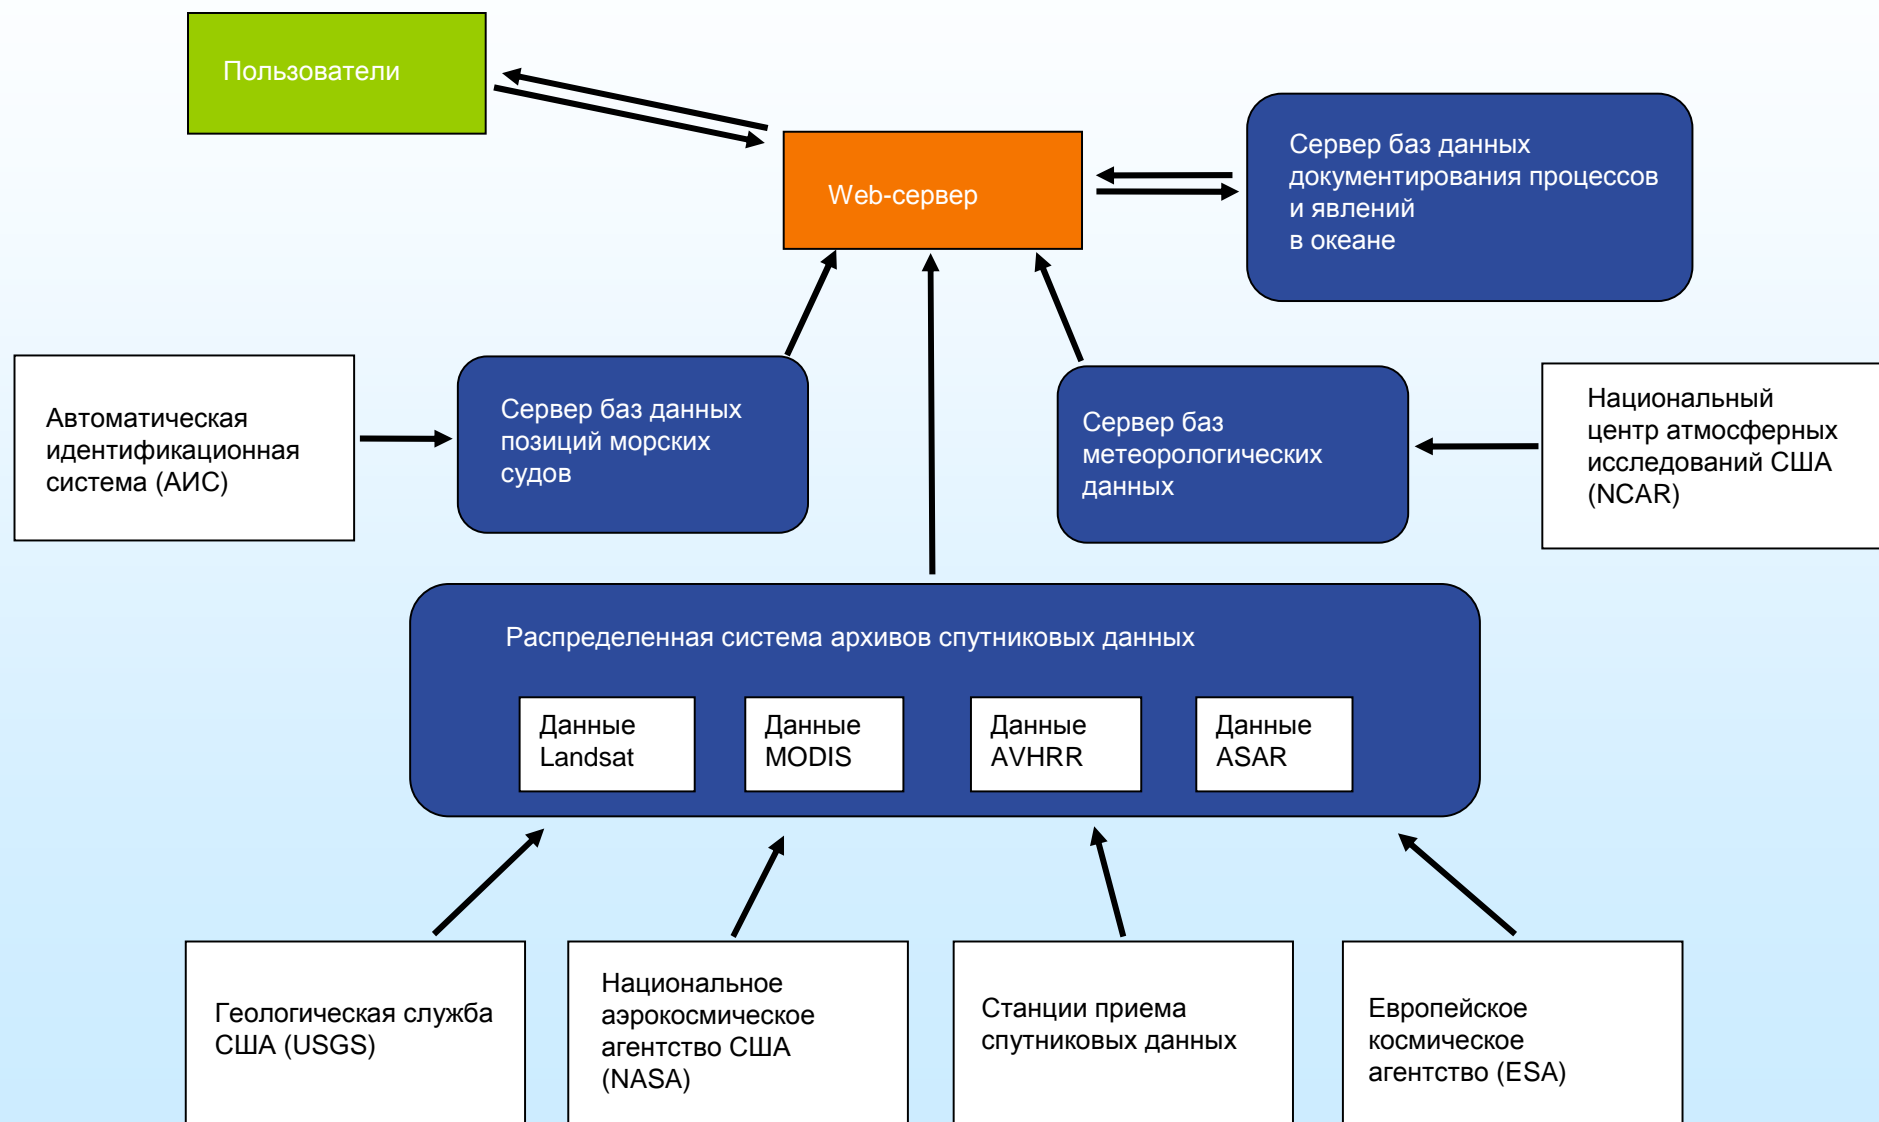 Пользователи
Web-сервер
Сервер баз данных
документирования процессов
и явлений
в океане
Автоматическая
идентификационная
система (АИС)
Сервер баз данных
позиций морских
судов
Сервер баз
метеорологических
данных
Национальный
центр атмосферных
исследований США
(NCAR)
Распределенная система архивов спутниковых данных
Данные
Landsat
Данные
MODIS
Данные
AVHRR
Данные
ASAR
Геологическая служба
США (USGS)
Национальное
аэрокосмическое
агентство США
(NASA)
Станции приема
спутниковых данных
Европейское
космическое
агентство (ESA)